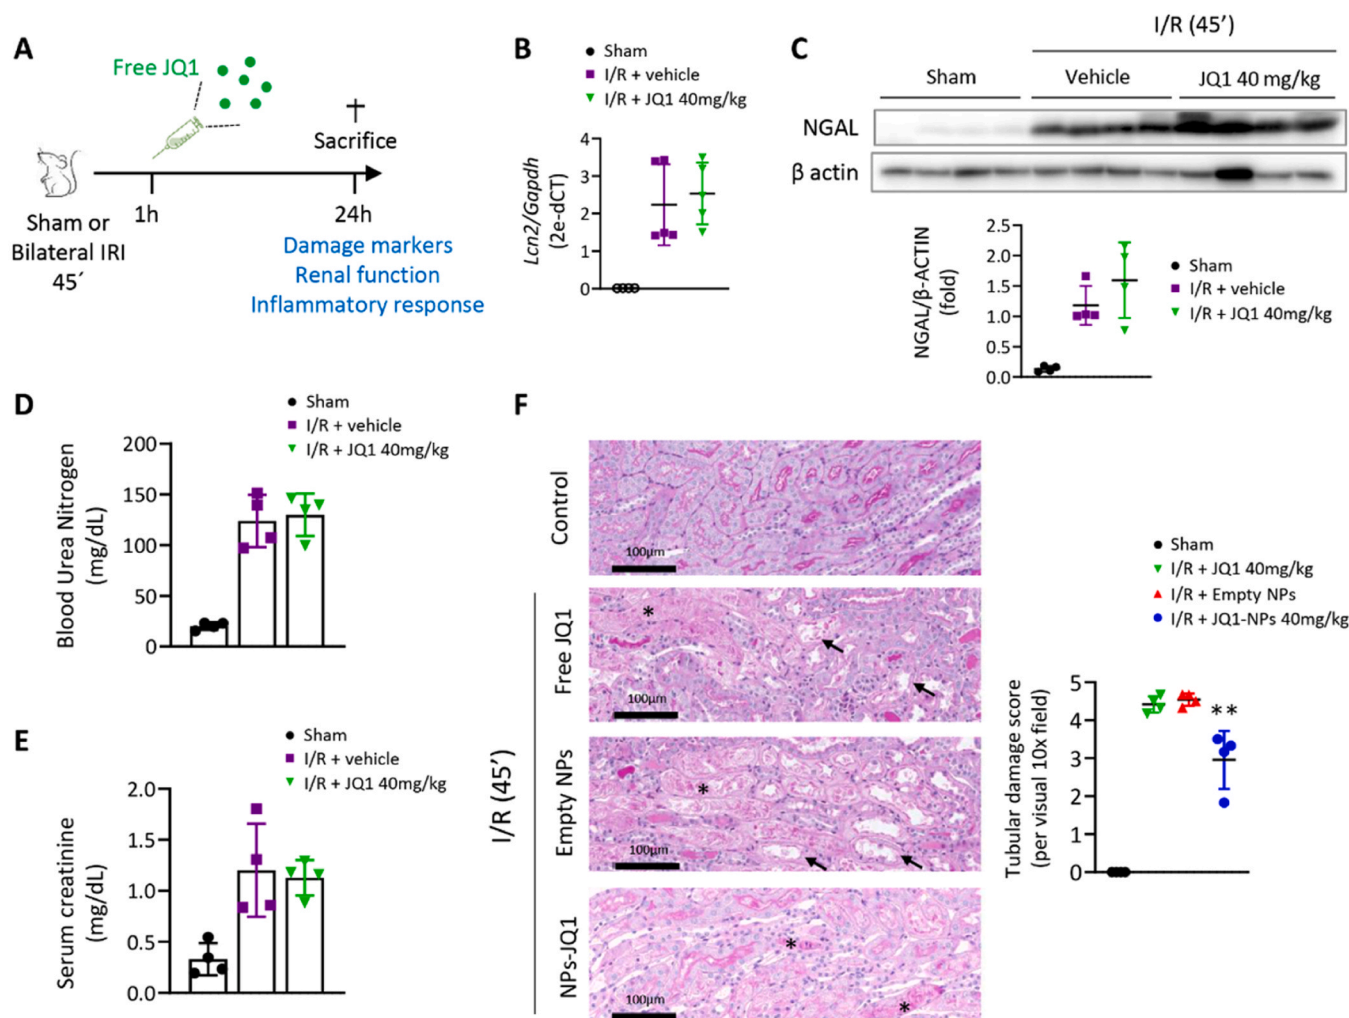 A
Free JQ1
Sacrifice
1h
24h
Sham or
Bilateral IRI
45´
Damage markers
Renal function
Inflammatory response
B
Sham
I/R + vehicle
I/R + JQ1 40mg/kg
Lcn2/Gapdh
(2e-dCT)
4
3
2
1
0
C
I/R (45′)
Sham
Vehicle
JQ1 40 mg/kg
NGAL
β actin
NGAL/β-ACTIN
(fold)
2.5
2.0
1.5
1.0
0.5
0.0
Sham
I/R + vehicle
I/R + JQ1 40mg/kg
D
Sham
I/R + vehicle
I/R + JQ1 40mg/kg
Blood Urea Nitrogen
(mg/dL)
200
150
100
50
0
E
Sham
I/R + vehicle
I/R + JQ1 40mg/kg
Serum creatinine
(mg/dL)
2.0
1.5
1.0
0.5
0.0
F
Control
100μm
I/R (45′)
Free JQ1
*
100μm
Empty NPs
*
100μm
NPs-JQ1
*
*
100μm
Sham
I/R + JQ1 40mg/kg
I/R + Empty NPs
I/R + JQ1-NPs 40mg/kg
Tubular damage score
(per visual 10x field)
5
4
3
2
1
0
**